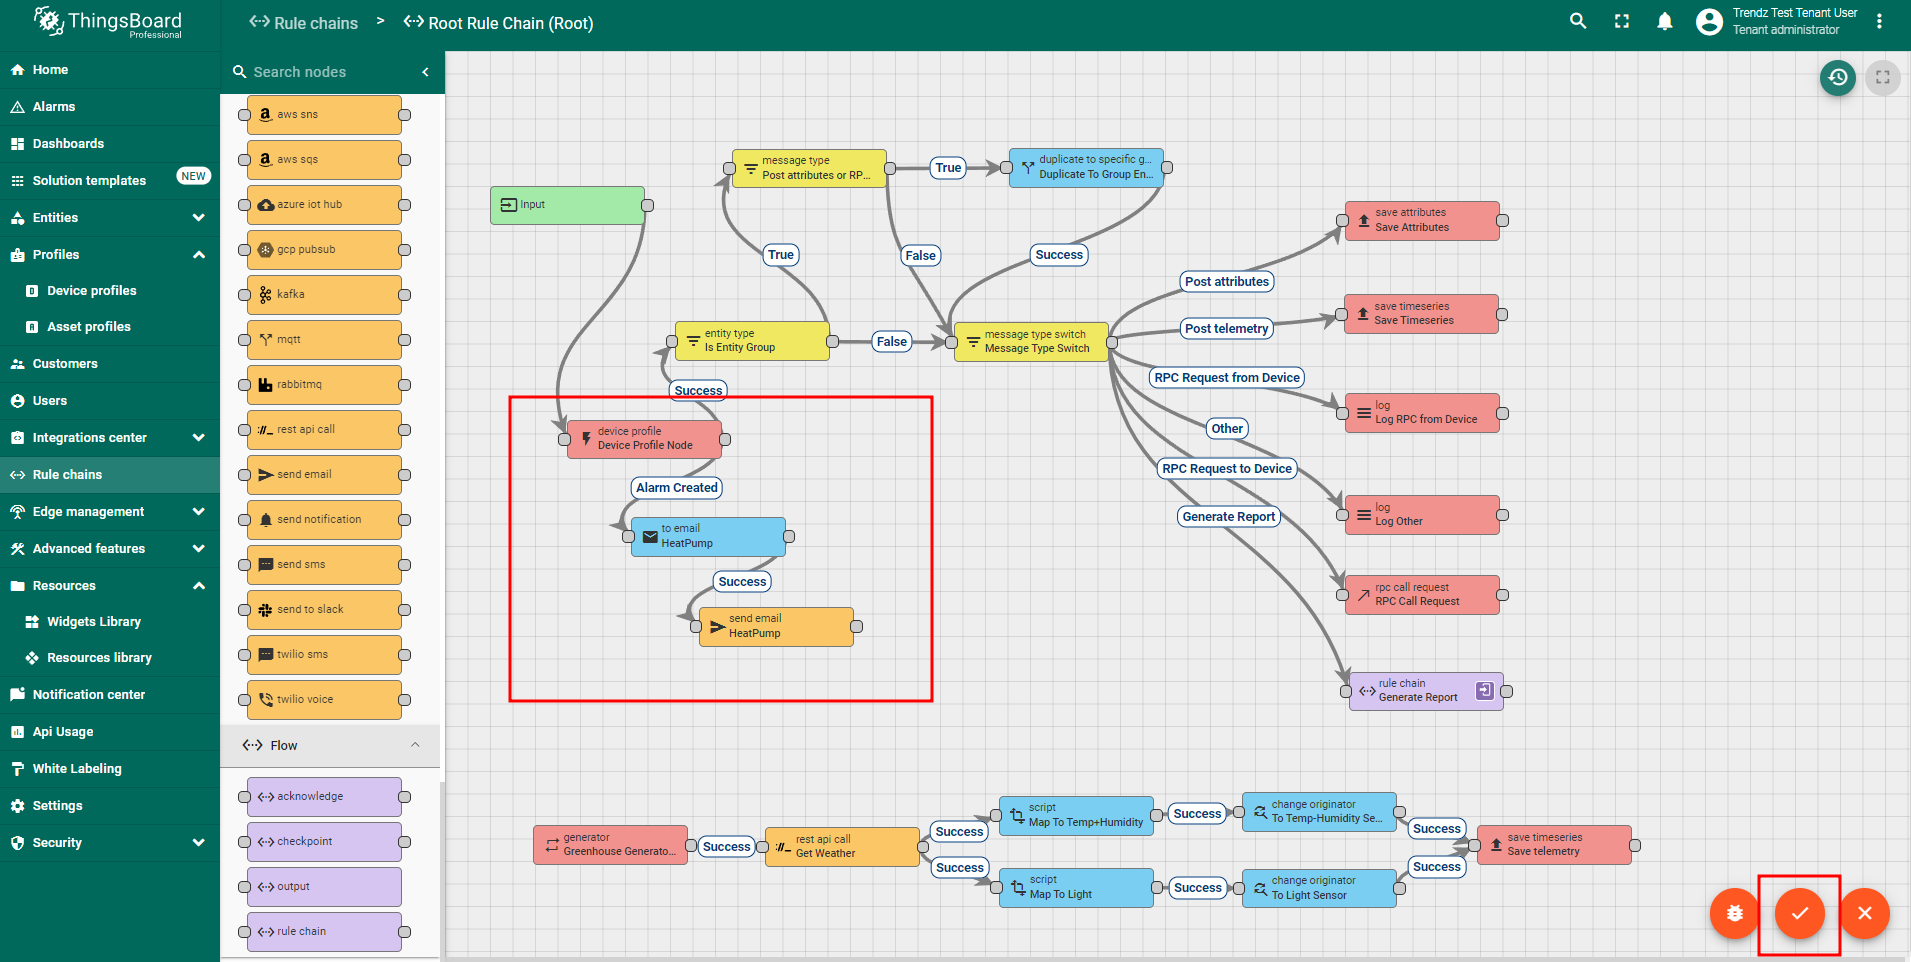 ThingsBoard
Professional
Rule chains > Root Rule Chain (Root)
Trendz Test Tenant User
Tenant administrator
Home
Alarms
Dashboards
Solution templates
NEW
Entities
Profiles
Device profiles
Asset profiles
Customers
Users
Integrations center
Rule chains
Edge management
Advanced features
Resources
Widgets Library
Resources library
Notification center
Api Usage
White Labeling
Settings
Security
Search nodes
aws sns
aws sqs
azure iot hub
gcp pubsub
kafka
mqtt
rabbitmq
rest api call
send email
send notification
send sms
send to slack
twilio sms
twilio voice
Flow
acknowledge
checkpoint
output
rule chain
Input
message type
Post attributes or RP...
True
duplicate to specific g...
Duplicate To Group En...
True
False
Success
entity type
Is Entity Group
False
message type switch
Message Type Switch
Success
device profile
Device Profile Node
Alarm Created
to email
HeatPump
Success
send email
HeatPump
Post attributes
Post telemetry
RPC Request from Device
Other
RPC Request to Device
Generate Report
save attributes
Save Attributes
save timeseries
Save Timeseries
log
Log RPC from Device
log
Log Other
rpc call request
RPC Call Request
rule chain
Generate Report
generator
Greenhouse Generato...
Success
rest api call
Get Weather
Success
Success
script
Map To Temp+Humidity
Success
change originator
To Temp-Humidity Se...
Success
script
Map To Light
Success
change originator
To Light Sensor
Success
save timeseries
Save telemetry